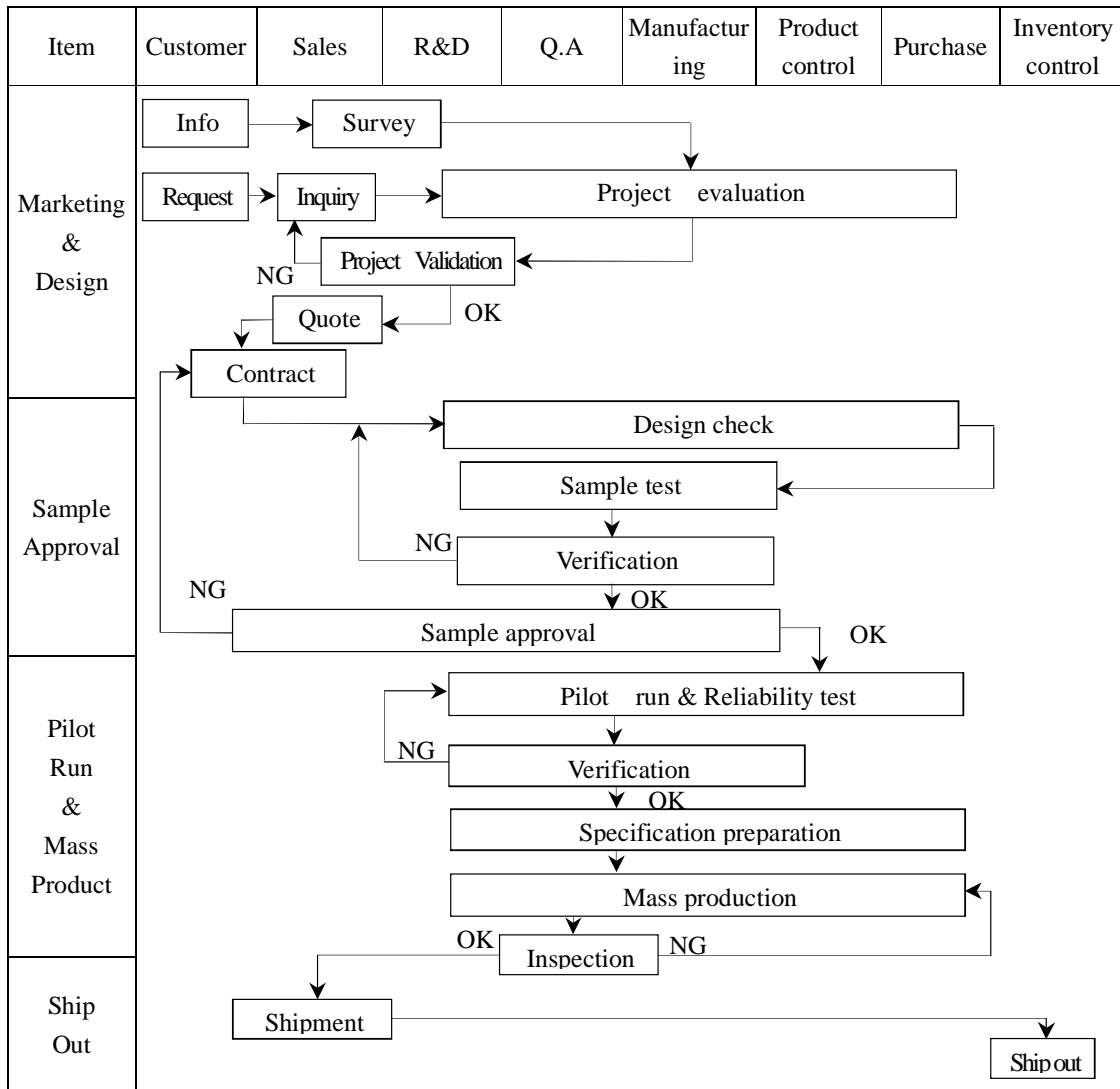 Item
Customer
Sales
R&D
Q.A
Manufactur
ing
Product
control
Purchase
Inventory
control
Marketing
&
Design
Info
Survey
Request
Inquiry
Project evaluation
Project Validation
NG
OK
Quote
Contract
Sample
Approval
Design check
Sample test
NG
Verification
NG
OK
Sample approval
OK
Pilot
Run
&
Mass
Product
Pilot run & Reliability test
NG
Verification
OK
Specification preparation
Mass production
OK
Inspection
NG
Ship
Out
Shipment
Ship out